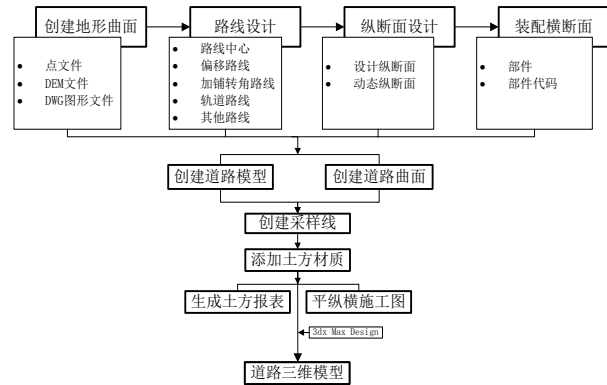 创建地形曲面
路线设计
纵断面设计
装配横断面
点文件
DEM文件
DWG图形文件
路线中心
偏移路线
加铺转角路线
轨道路线
其他路线
设计纵断面
动态纵断面
部件
部件代码
创建道路模型
创建道路曲面
创建采样线
添加土方材质
生成土方报表
平纵横施工图
3dx Max Design
道路三维模型